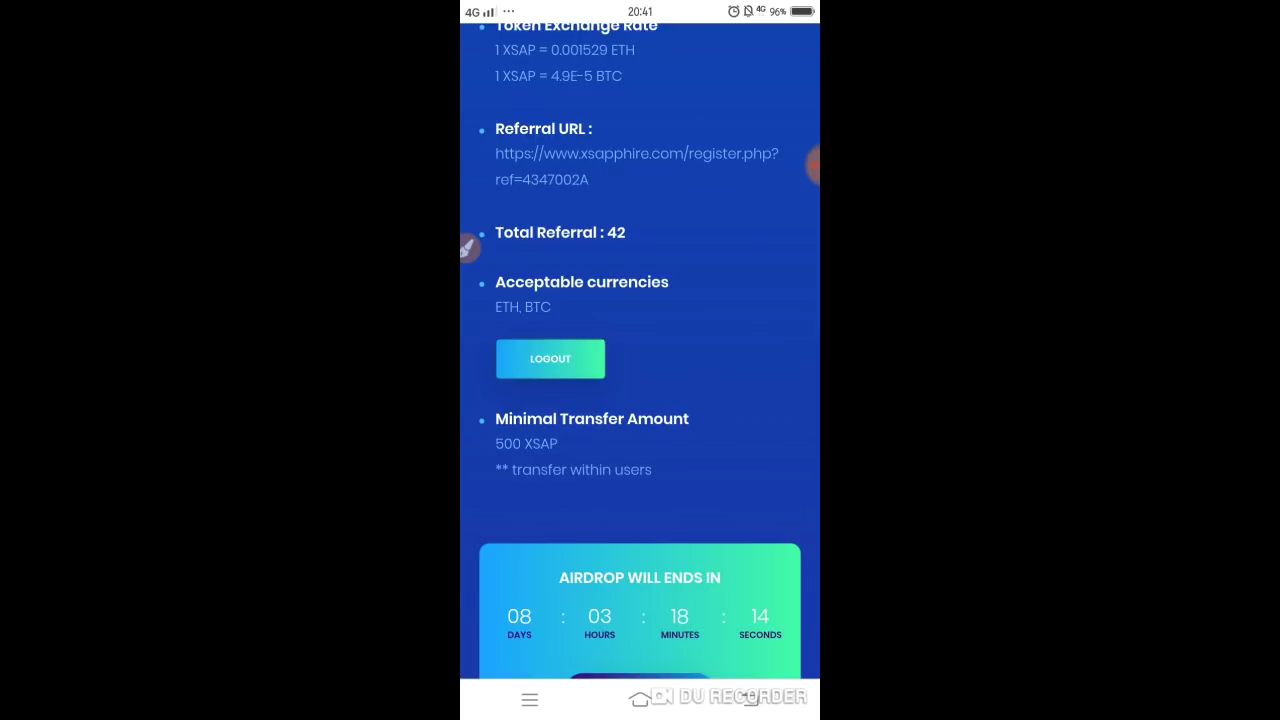 4G 20:41 4G 96%
Token Exchange Rate
1 XSAP = 0.001529 ETH
1 XSAP = 4.9E-5 BTC
Referral URL :
https://www.xsapphire.com/register.php?
ref=4347002A
Total Referral : 42
Acceptable currencies
ETH, BTC
LOGOUT
Minimal Transfer Amount
500 XSAP
** transfer within users
AIRDROP WILL ENDS IN
08 : 03 : 18 : 14
DAYS HOURS MINUTES SECONDS
DU RECORDER